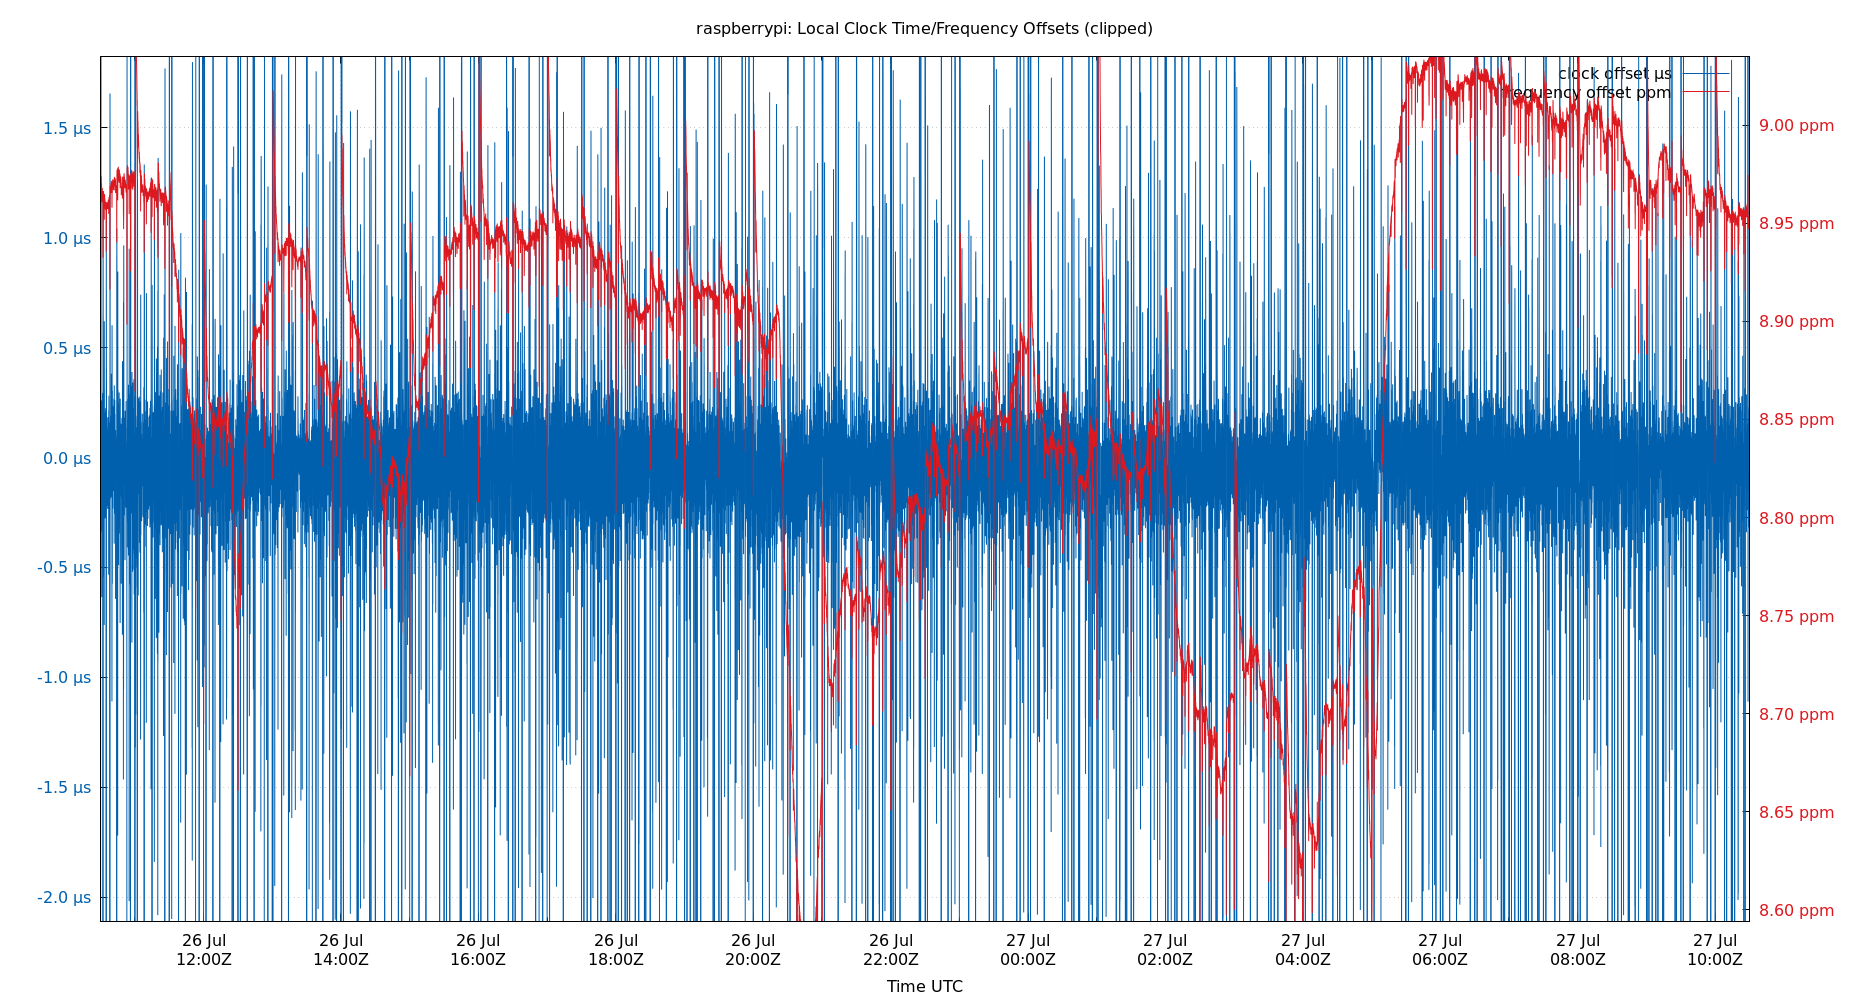 raspberrypi: Local Clock Time/Frequency Offsets (clipped)
clock offset μs
frequency offset ppm
1.5 μs
1.0 μs
0.5 μs
0.0 μs
-0.5 μs
-1.0 μs
-1.5 μs
-2.0 μs
9.00 ppm
8.95 ppm
8.90 ppm
8.85 ppm
8.80 ppm
8.75 ppm
8.70 ppm
8.65 ppm
8.60 ppm
26 Jul 26 Jul 26 Jul 26 Jul 26 Jul 26 Jul 27 Jul 27 Jul 27 Jul 27 Jul 27 Jul 27 Jul
12:00Z 14:00Z 16:00Z 18:00Z 20:00Z 22:00Z 00:00Z 02:00Z 04:00Z 06:00Z 08:00Z 10:00Z
Time UTC